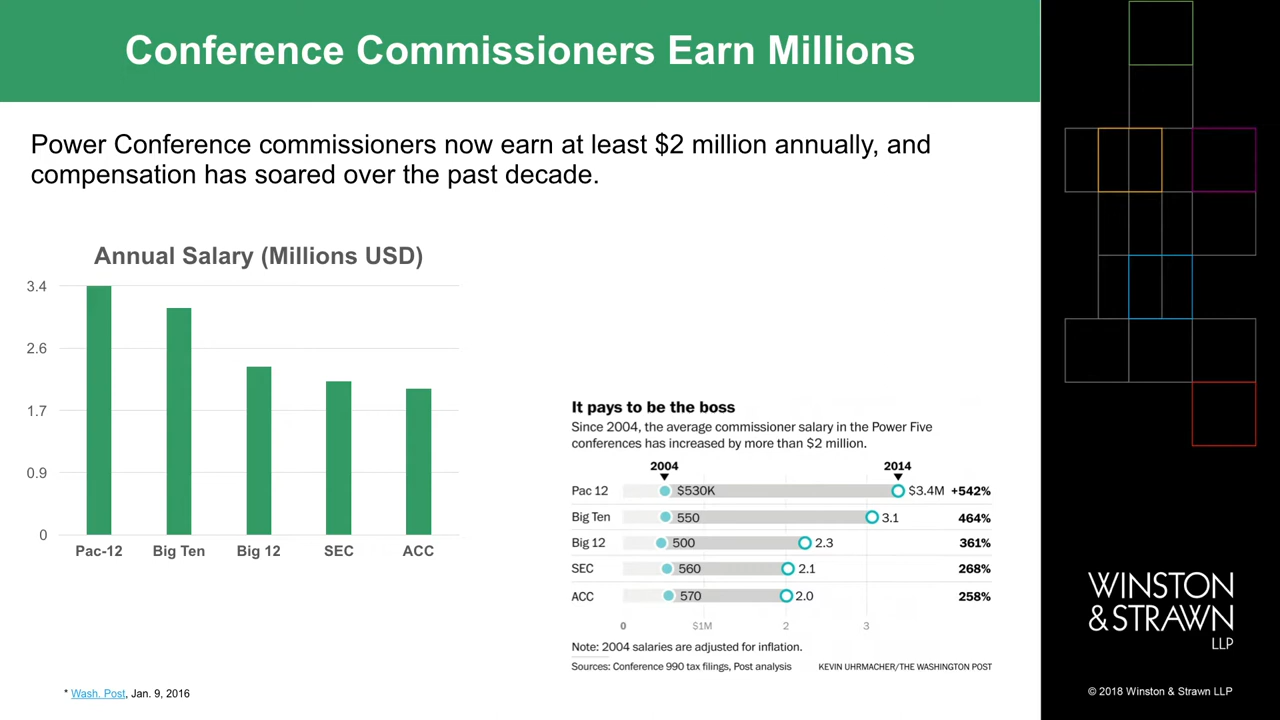 Conference Commissioners Earn Millions
Power Conference commissioners now earn at least $2 million annually, and
compensation has soared over the past decade.
Annual Salary (Millions USD)
3.4
2.6
1.7
0.9
0
Pac-12 Big Ten Big 12 SEC ACC
It pays to be the boss
Since 2004, the average commissioner salary in the Power Five
conferences has increased by more than $2 million.
2004 2014
Pac 12 $530K $3.4M +542%
Big Ten 550 3.1 464%
Big 12 500 2.3 361%
SEC 560 2.1 268%
ACC 570 2.0 258%
0 $1M 2 3
Note: 2004 salaries are adjusted for inflation.
Sources: Conference 990 tax filings, Post analysis KEVIN UHRMACHER/THE WASHINGTON POST
* Wash. Post, Jan. 9, 2016
WINSTON
& STRAWN
LLP
© 2018 Winston & Strawn LLP